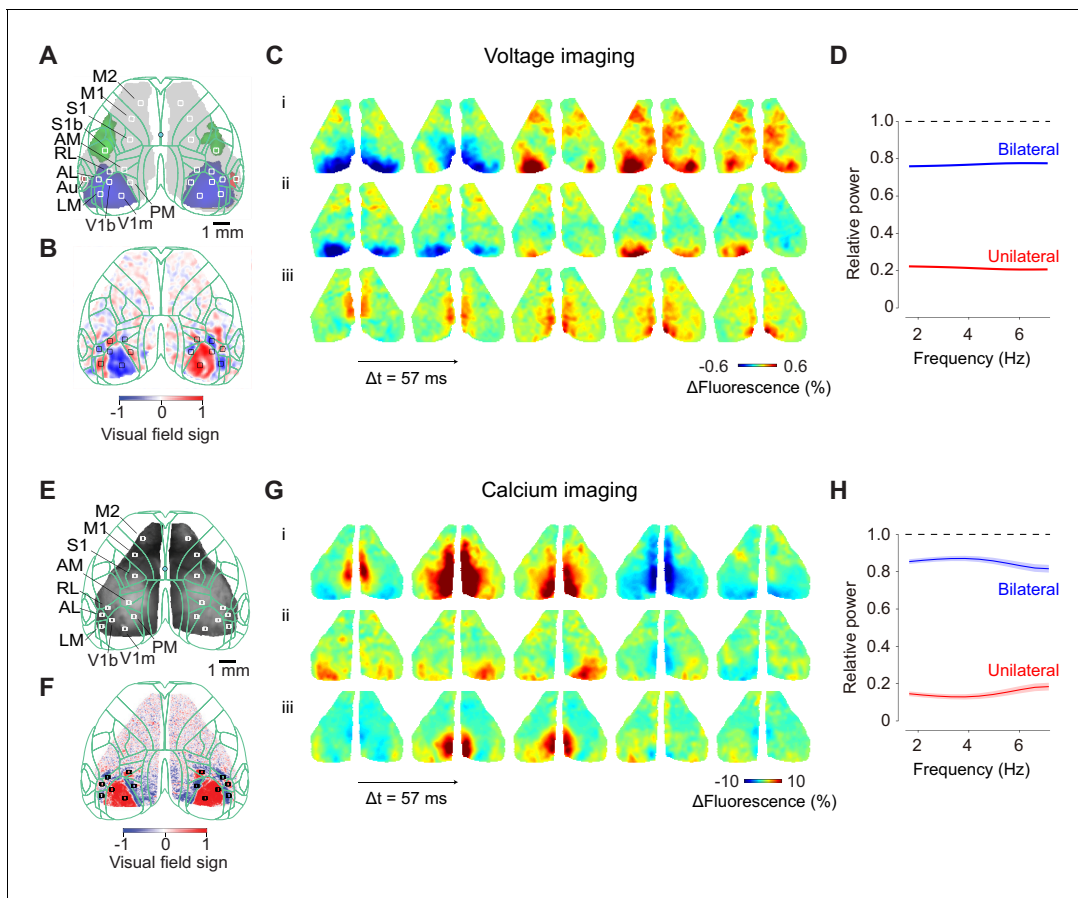 A
M2
M1
S1
S1b
AM
RL
AL
Au
LM
V1b
V1m
PM
1 mm
B
-1 0 1
Visual field sign
C
Voltage imaging
i
ii
iii
Δt = 57 ms
-0.6 0.6
ΔFluorescence (%)
D
1.0
0.8
0.6
0.4
0.2
0
Relative power
Bilateral
Unilateral
2 4 6
Frequency (Hz)
E
M2
M1
S1
AM
RL
AL
LM
V1b
V1m
PM
1 mm
F
-1 0 1
Visual field sign
G
Calcium imaging
i
ii
iii
Δt = 57 ms
-10 10
ΔFluorescence (%)
H
1.0
0.8
0.6
0.4
0.2
0
Relative power
Bilateral
Unilateral
2 4 6
Frequency (Hz)